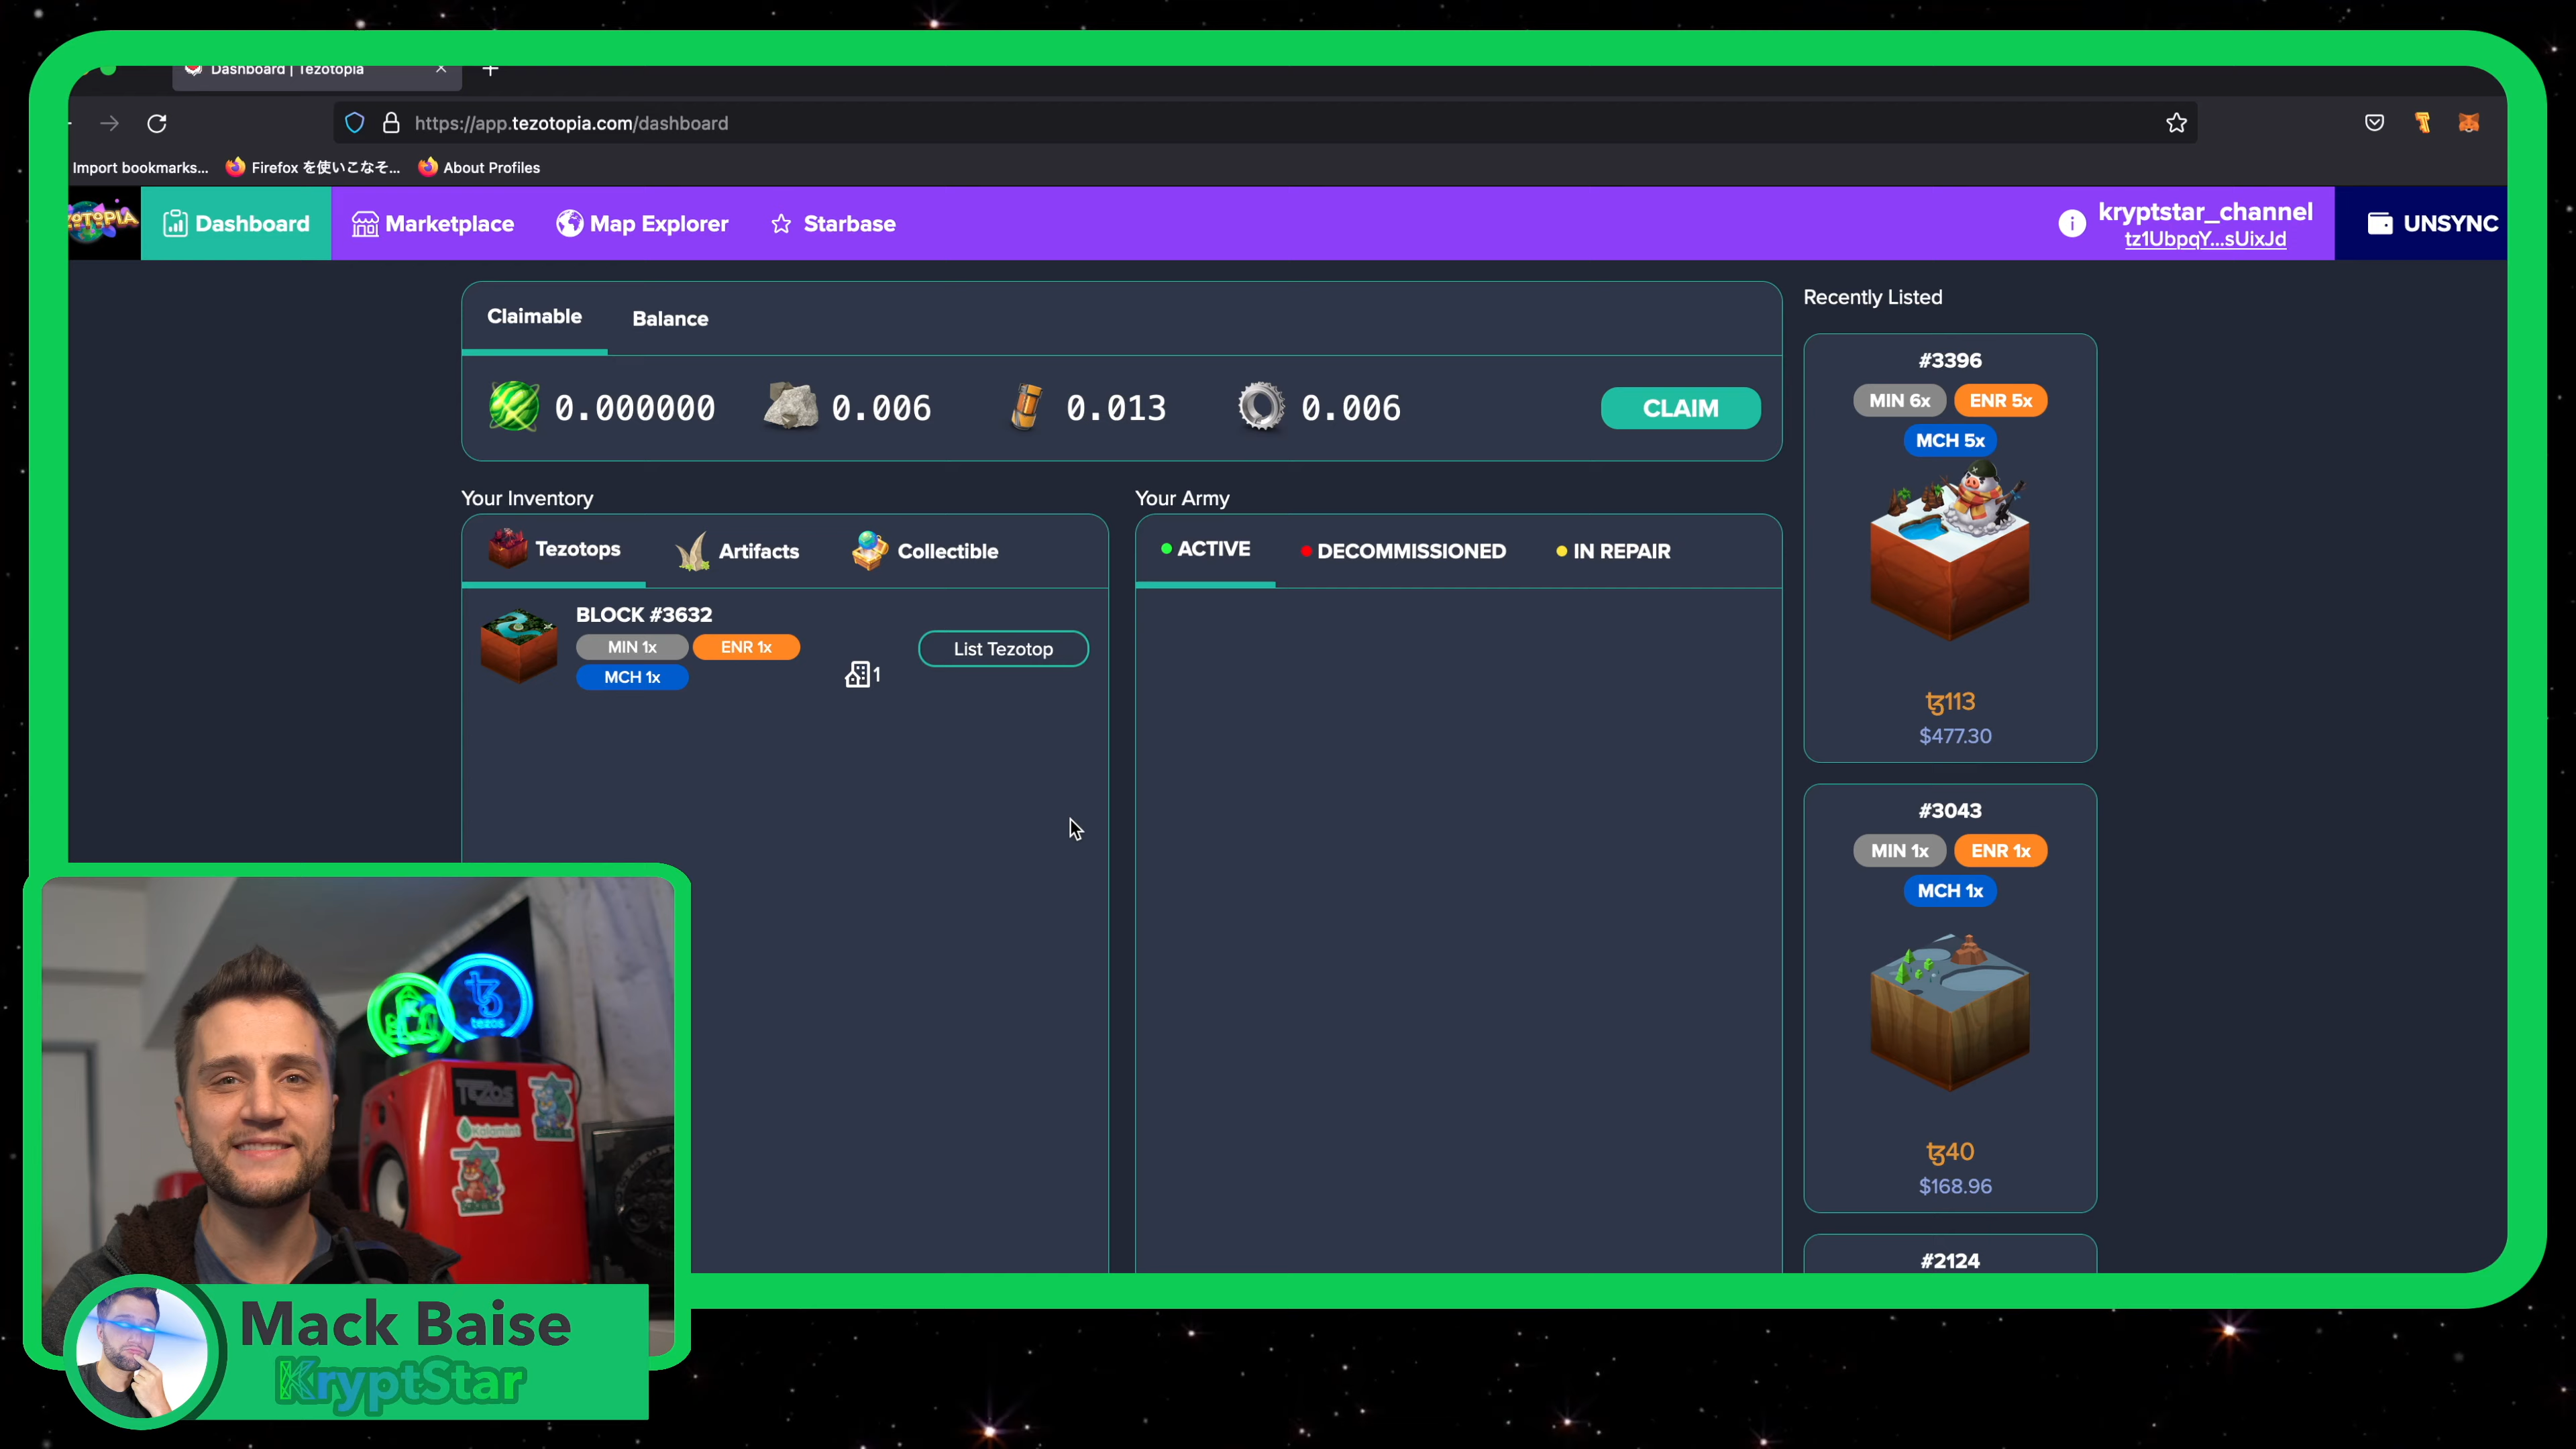 Dashboard | Tezotopia
https://app.tezotopia.com/dashboard
Import bookmarks...
Firefox を使いこなそ...
About Profiles
Dashboard
Marketplace
Map Explorer
Starbase
kryptstar_channel
tz1UbpqY...sUixJd
UNSYNC
Claimable
Balance
0.000000
0.006
0.013
0.006
CLAIM
Your Inventory
Tezotops
Artifacts
Collectible
BLOCK #3632
MIN 1x
ENR 1x
MCH 1x
1
List Tezotop
Your Army
ACTIVE
DECOMMISSIONED
IN REPAIR
Recently Listed
#3396
MIN 6x
ENR 5x
MCH 5x
ꜩ113
$477.30
#3043
MIN 1x
ENR 1x
MCH 1x
ꜩ40
$168.96
#2124
ꜩ
tezos
Tezos
Kalamint
Mack Baise
KryptStar